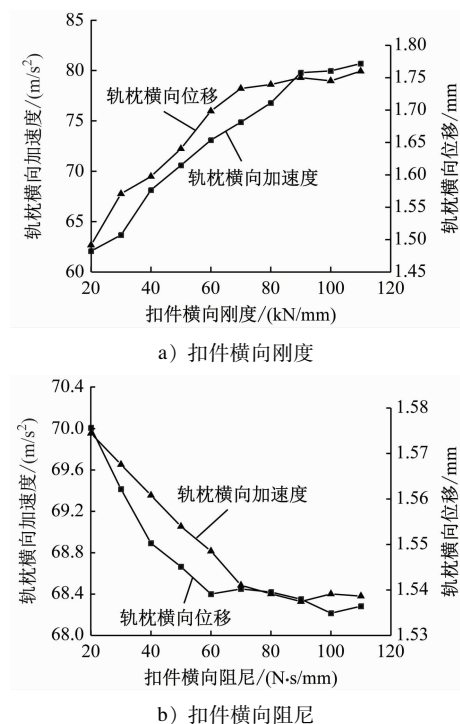 85
80
75
70
65
60
轨枕横向加速度/(m/s²)
轨枕横向位移
轨枕横向加速度
1.80
1.75
1.70
1.65
1.60
1.55
1.50
1.45
轨枕横向位移/mm
20 40 60 80 100 120
扣件横向刚度/(kN/mm)
a）扣件横向刚度
70.4
70.0
69.6
69.2
68.8
68.4
68.0
轨枕横向加速度/(m/s²)
轨枕横向加速度
轨枕横向位移
1.58
1.57
1.56
1.55
1.54
1.53
轨枕横向位移/mm
20 40 60 80 100 120
扣件横向阻尼/(N·s/mm)
b）扣件横向阻尼